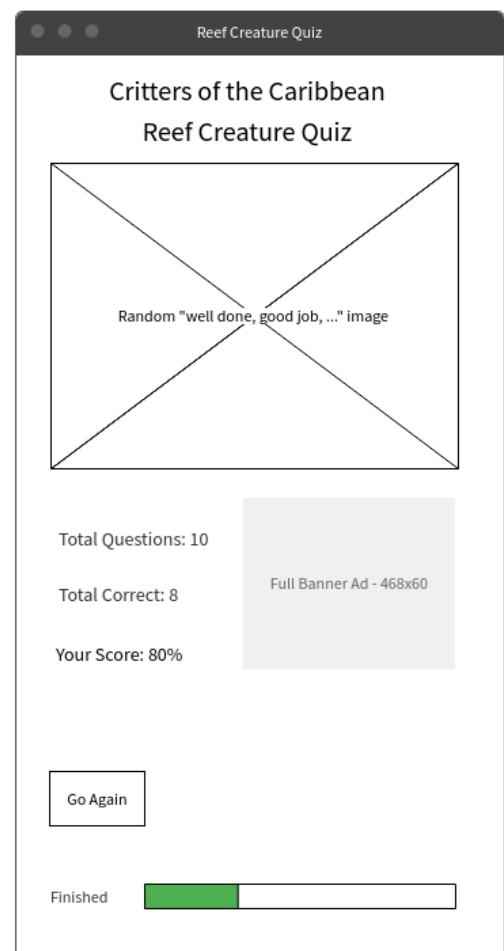 Reef Creature Quiz
Critters of the Caribbean
Reef Creature Quiz
Random "well done, good job, ..." image
Total Questions: 10
Full Banner Ad - 468x60
Total Correct: 8
Your Score: 80%
Go Again
Finished